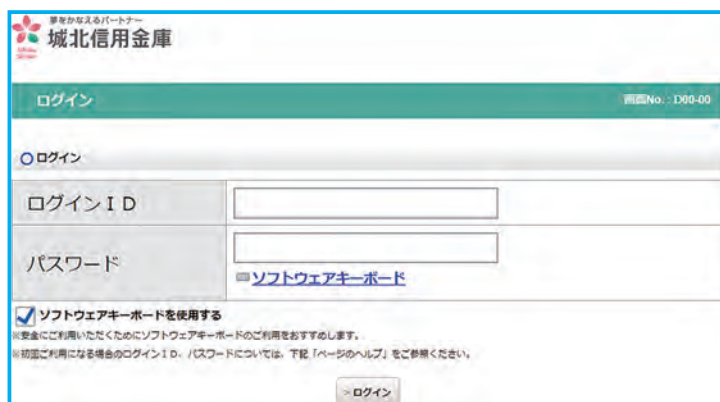 夢をかなえるパートナー
城北信用金庫
ログイン
画面No.：D00-00
ログイン
ログインＩＤ
パスワード
ソフトウェアキーボード
ソフトウェアキーボードを使用する
※安全にご利用いただくためにソフトウェアキーボードのご利用をおすすめします。
※初回ご利用になる場合のログインＩＤ、パスワードについては、下記「ページのヘルプ」をご参照ください。
ログイン